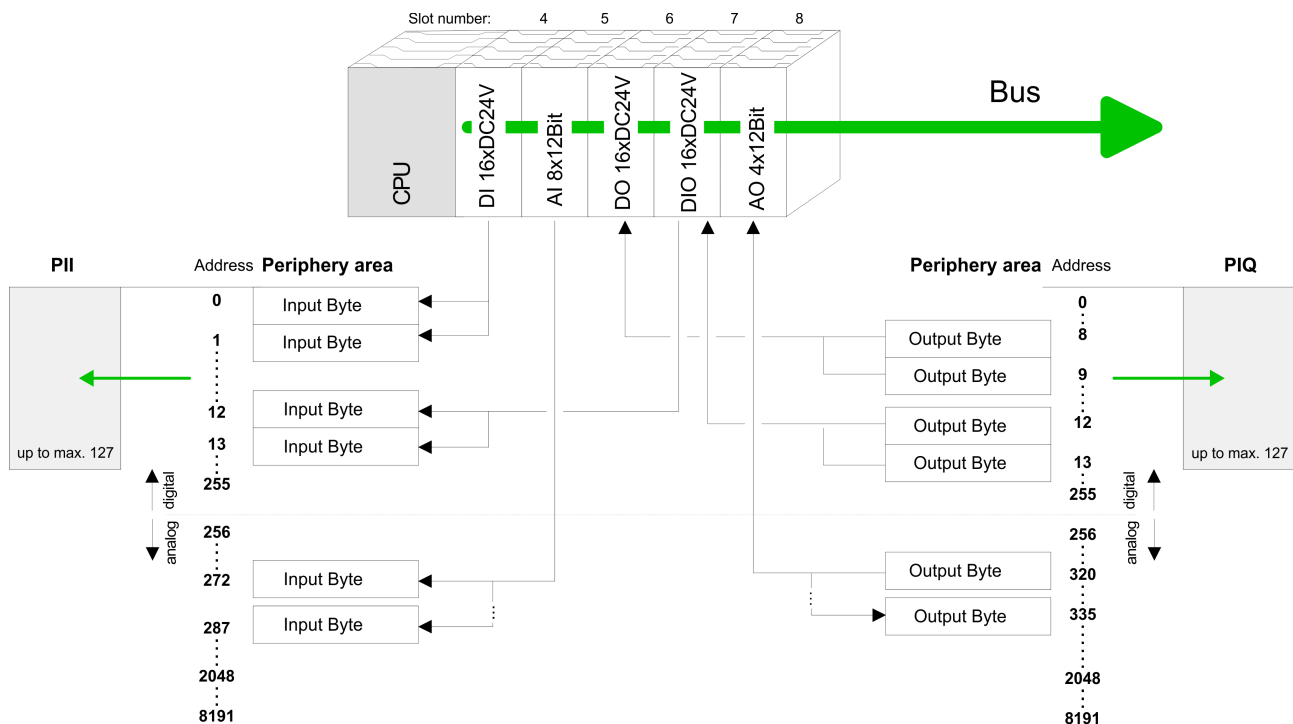 Slot number: 4 5 6 7 8
CPU
DI 16xDC24V
AI 8x12Bit
DO 16xDC24V
DIO 16xDC24V
AO 4x12Bit
Bus
PII
Address Periphery area
0 Input Byte
1 Input Byte
12 Input Byte
13 Input Byte
up to max. 127
255
digital
analog
256
272 Input Byte
287 Input Byte
2048
8191
Periphery area Address
PIQ
0
Output Byte 8
Output Byte 9
Output Byte 12
Output Byte 13
up to max. 127
255
digital
analog
256
Output Byte 320
Output Byte 335
2048
8191